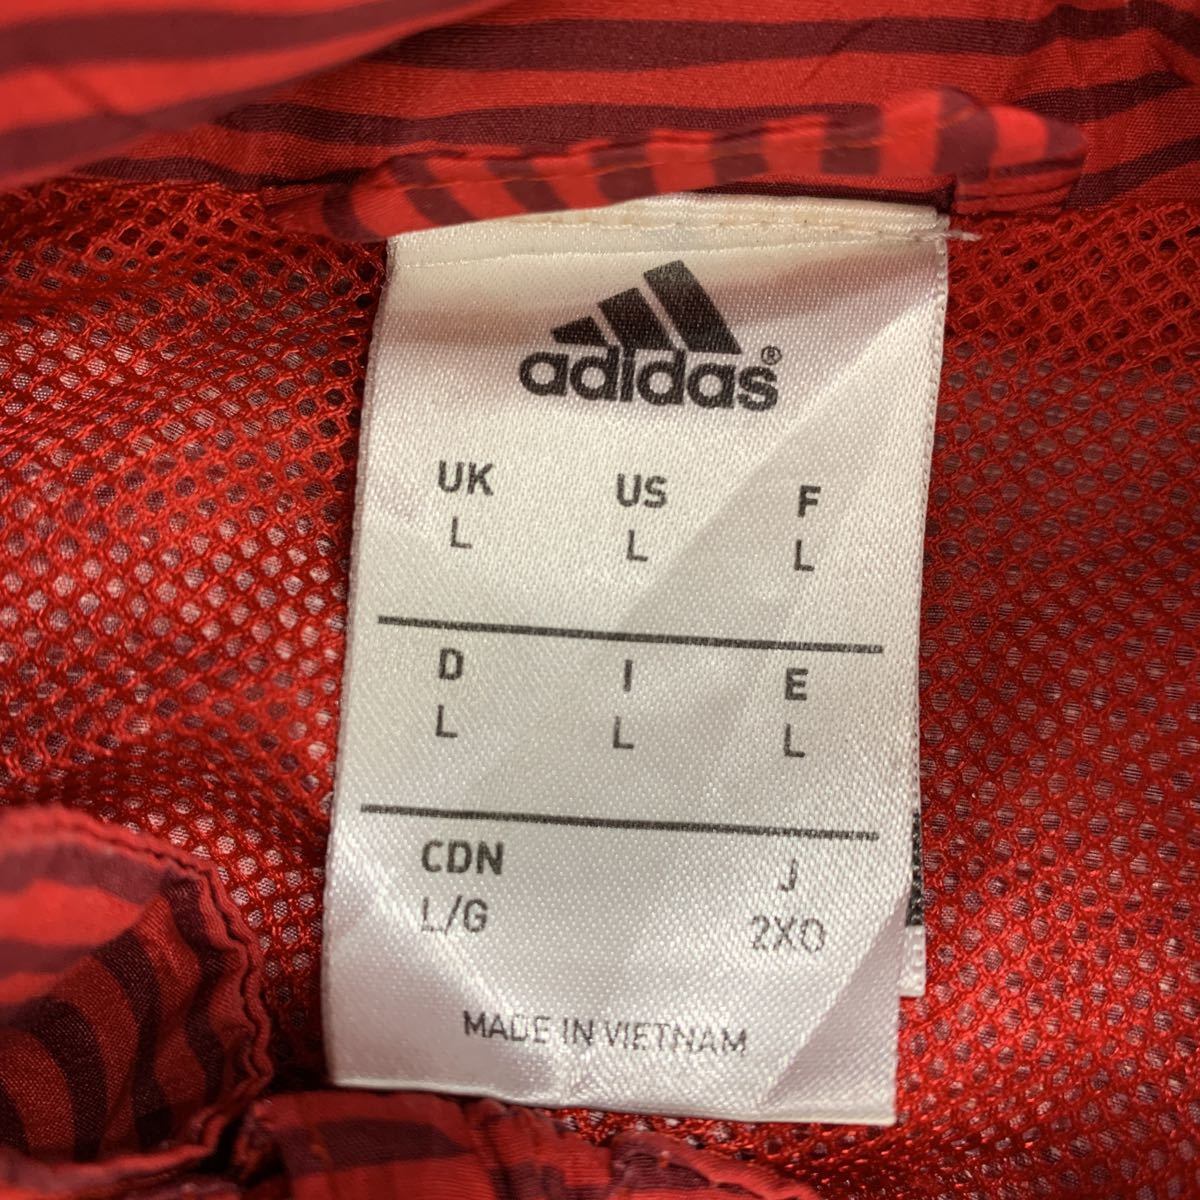 adidas®
UK US F
L L L
D I E
L L L
CDN J
L/G 2XO
MADE IN VIETNAM